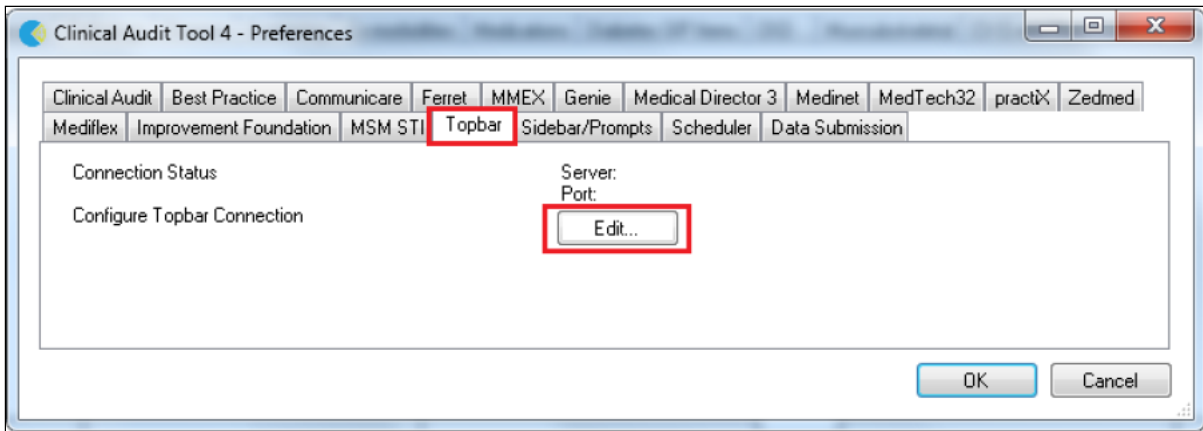 Clinical Audit Tool 4 - Preferences
Clinical Audit Best Practice Communicare Ferret MMEX Genie Medical Director 3 Medinet MedTech32 practiX Zedmed
Mediflex Improvement Foundation MSM STI Topbar Sidebar/Prompts Scheduler Data Submission
Connection Status Server:
Port:
Configure Topbar Connection
Edit...
OK Cancel